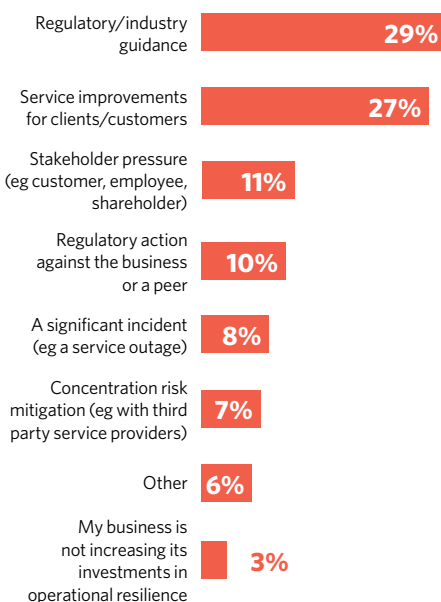 Regulatory/industry
guidance
29%
Service improvements
for clients/customers
27%
Stakeholder pressure
(eg customer, employee,
shareholder)
11%
Regulatory action
against the business
or a peer
10%
A significant incident
(eg a service outage)
8%
Concentration risk
mitigation (eg with third
party service providers)
7%
Other
6%
My business is
not increasing its
investments in
operational resilience
3%